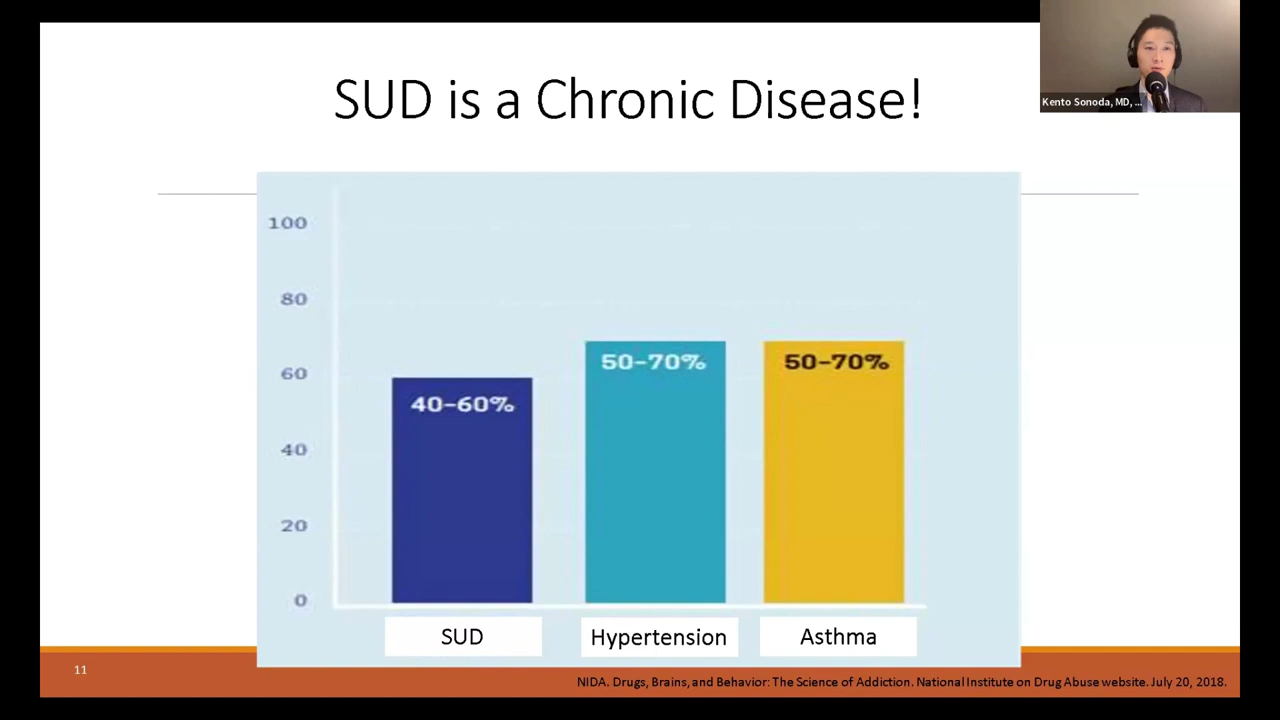 SUD is a Chronic Disease!
Kento Sonoda, MD, ...
100
80
60
40
20
0
40–60%
50–70%
50–70%
SUD
Hypertension
Asthma
11
NIDA. Drugs, Brains, and Behavior: The Science of Addiction. National Institute on Drug Abuse website. July 20, 2018.